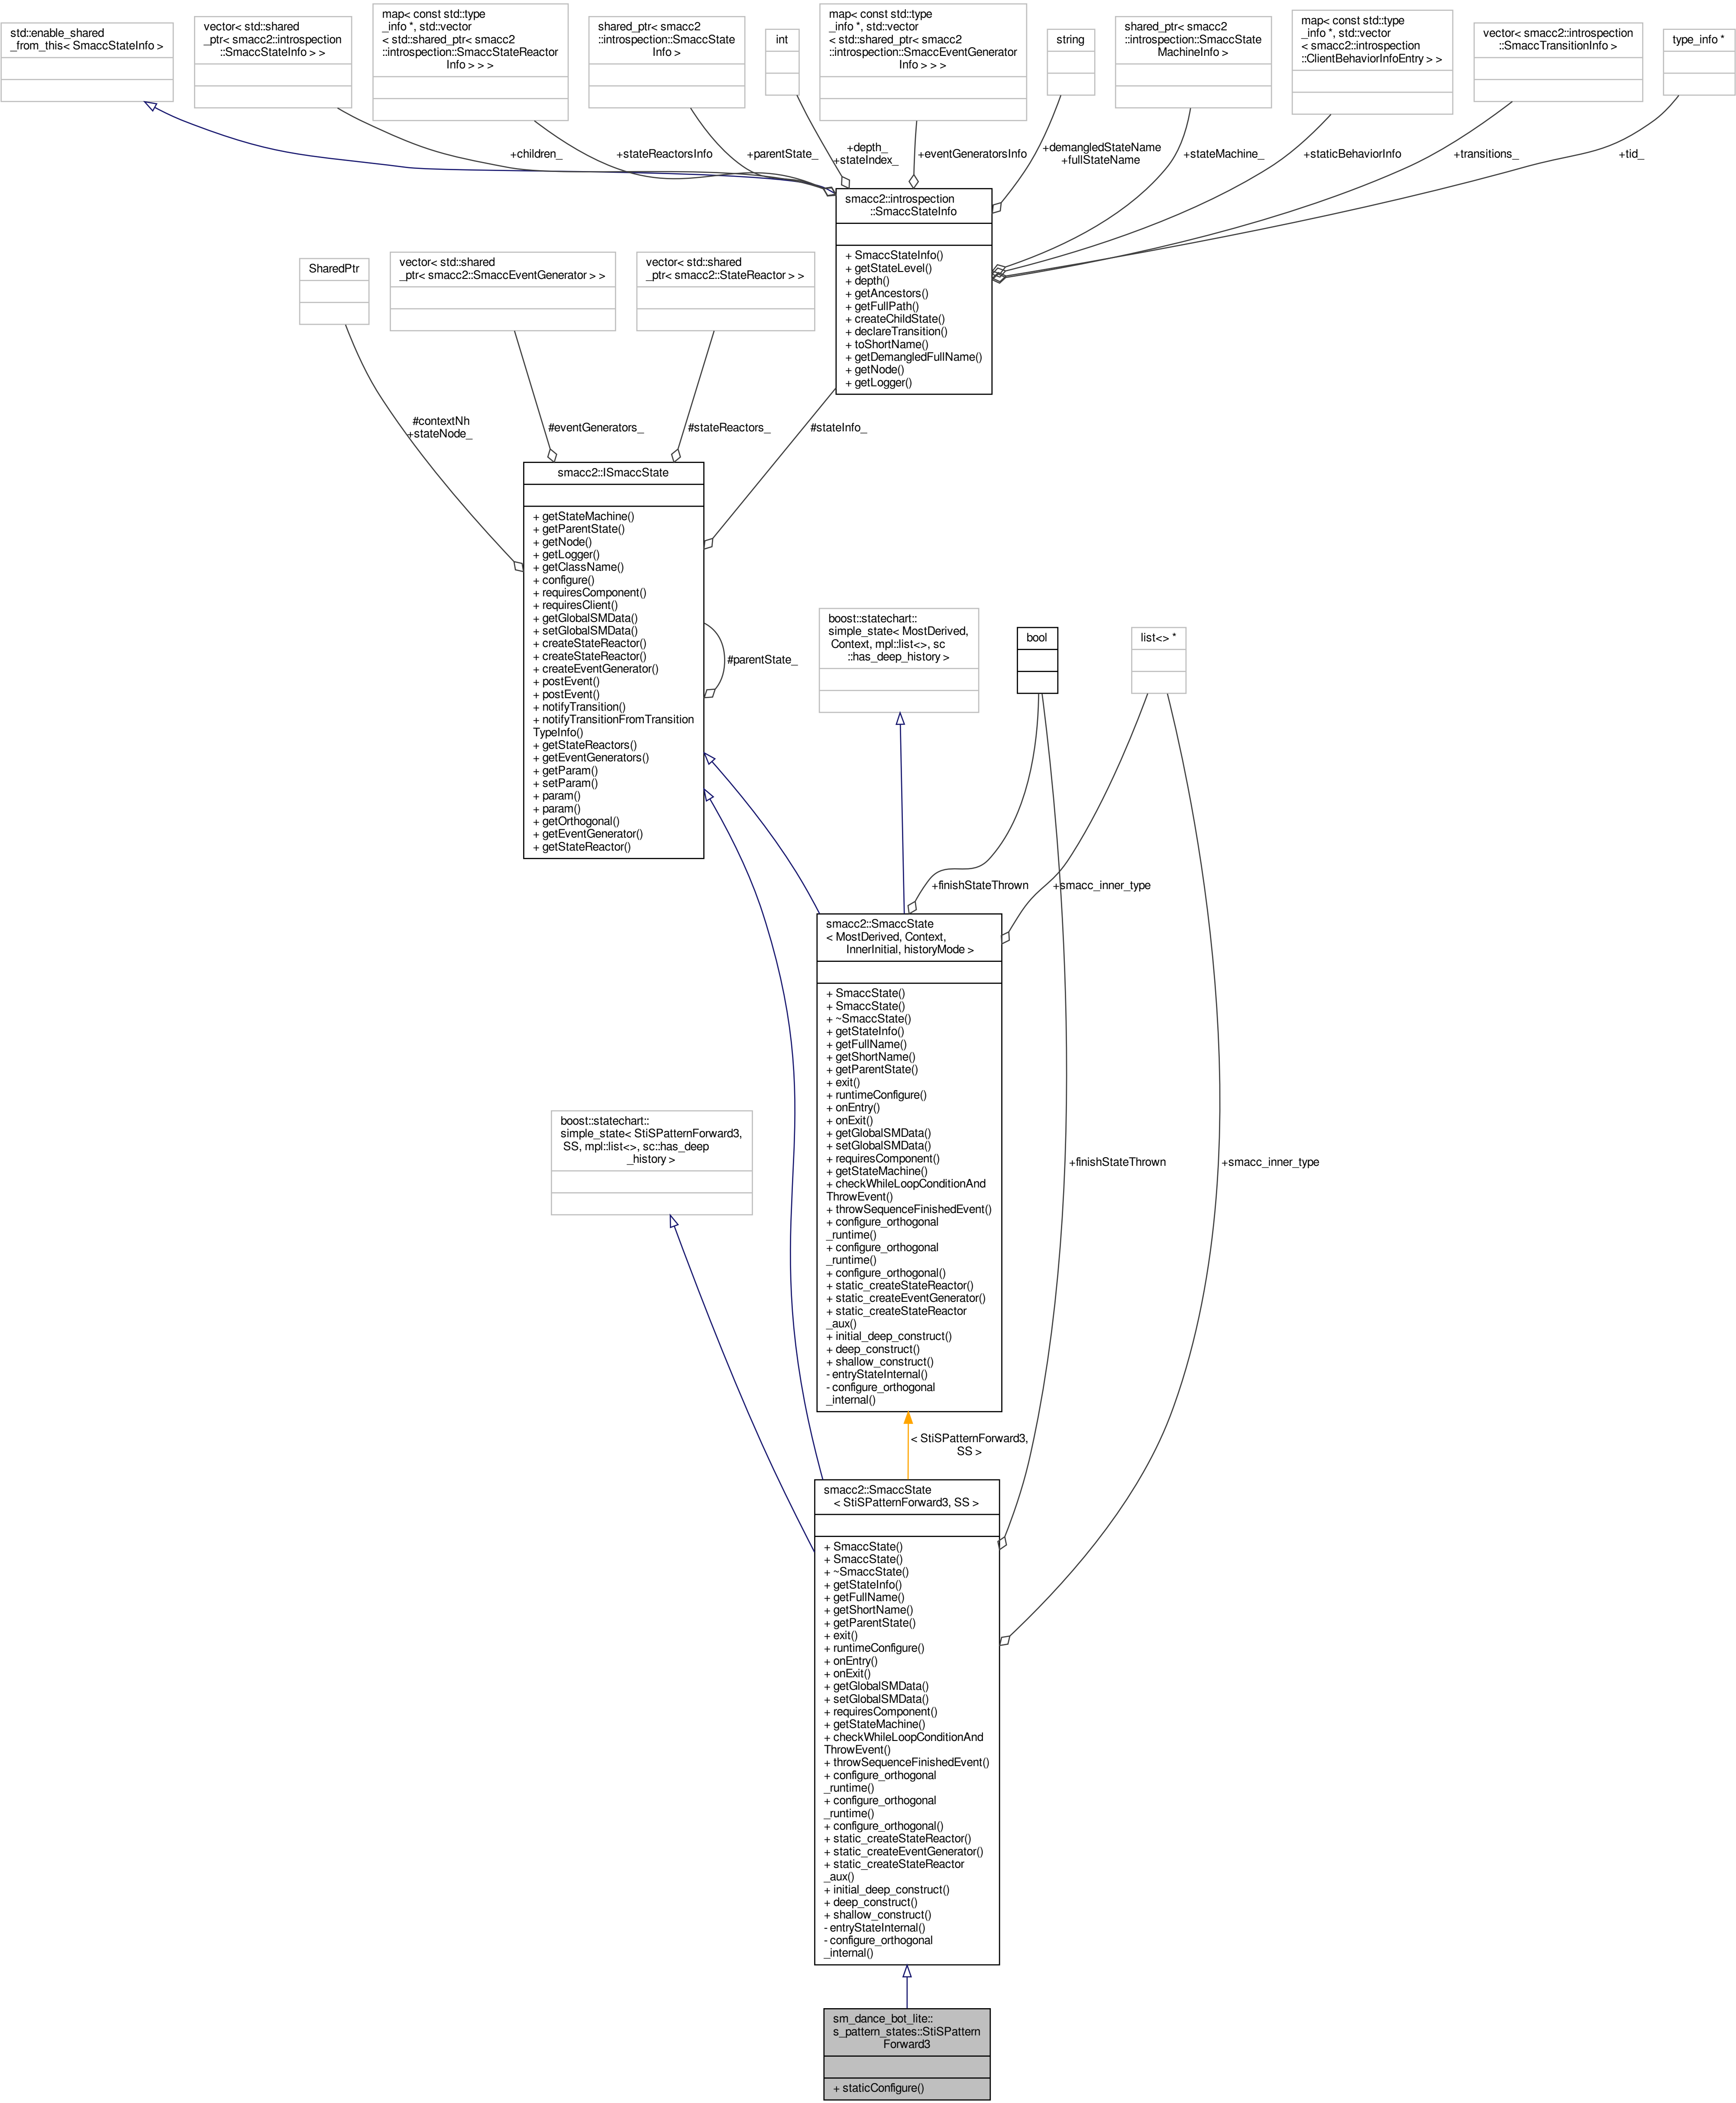 std::enable_shared
_from_this< SmaccStateInfo >
vector< std::shared
_ptr< smacc2::introspection
::SmaccStateInfo > >
map< const std::type
_info *, std::vector
< std::shared_ptr< smacc2
::introspection::SmaccStateReactor
Info > > >
shared_ptr< smacc2
::introspection::SmaccState
Info >
int
map< const std::type
_info *, std::vector
< std::shared_ptr< smacc2
::introspection::SmaccEventGenerator
Info > > >
string
shared_ptr< smacc2
::introspection::SmaccState
MachineInfo >
map< const std::type
_info *, std::vector
< smacc2::introspection
::ClientBehaviorInfoEntry > >
vector< smacc2::introspection
::SmaccTransitionInfo >
type_info *
+children_
+stateReactorsInfo
+parentState_
+depth_
+stateIndex_
+eventGeneratorsInfo
+demangledStateName
+fullStateName
+stateMachine_
+staticBehaviorInfo
+transitions_
+tid_
smacc2::introspection
::SmaccStateInfo
+ SmaccStateInfo()
+ getStateLevel()
+ depth()
+ getAncestors()
+ getFullPath()
+ createChildState()
+ declareTransition()
+ toShortName()
+ getDemangledFullName()
+ getNode()
+ getLogger()
SharedPtr
vector< std::shared
_ptr< smacc2::SmaccEventGenerator > >
vector< std::shared
_ptr< smacc2::StateReactor > >
#contextNh
+stateNode_
#eventGenerators_
#stateReactors_
#stateInfo_
smacc2::ISmaccState
+ getStateMachine()
+ getParentState()
+ getNode()
+ getLogger()
+ getClassName()
+ configure()
+ requiresComponent()
+ requiresClient()
+ getGlobalSMData()
+ setGlobalSMData()
+ createStateReactor()
+ createStateReactor()
+ createEventGenerator()
+ postEvent()
+ postEvent()
+ notifyTransition()
+ notifyTransitionFromTransition
TypeInfo()
+ getStateReactors()
+ getEventGenerators()
+ getParam()
+ setParam()
+ param()
+ param()
+ getOrthogonal()
+ getEventGenerator()
+ getStateReactor()
#parentState_
boost::statechart::
simple_state< MostDerived,
Context, mpl::list<>, sc
::has_deep_history >
bool
list<> *
+finishStateThrown
+smacc_inner_type
smacc2::SmaccState
< MostDerived, Context,
InnerInitial, historyMode >
+ SmaccState()
+ SmaccState()
+ ~SmaccState()
+ getStateInfo()
+ getFullName()
+ getShortName()
+ getParentState()
+ exit()
+ runtimeConfigure()
+ onEntry()
+ onExit()
+ getGlobalSMData()
+ setGlobalSMData()
+ requiresComponent()
+ getStateMachine()
+ checkWhileLoopConditionAnd
ThrowEvent()
+ throwSequenceFinishedEvent()
+ configure_orthogonal
_runtime()
+ configure_orthogonal
_runtime()
+ configure_orthogonal()
+ static_createStateReactor()
+ static_createEventGenerator()
+ static_createStateReactor
_aux()
+ initial_deep_construct()
+ deep_construct()
+ shallow_construct()
- entryStateInternal()
- configure_orthogonal
_internal()
boost::statechart::
simple_state< StiSPatternForward3,
SS, mpl::list<>, sc::has_deep
_history >
+finishStateThrown
+smacc_inner_type
< StiSPatternForward3,
SS >
smacc2::SmaccState
< StiSPatternForward3, SS >
+ SmaccState()
+ SmaccState()
+ ~SmaccState()
+ getStateInfo()
+ getFullName()
+ getShortName()
+ getParentState()
+ exit()
+ runtimeConfigure()
+ onEntry()
+ onExit()
+ getGlobalSMData()
+ setGlobalSMData()
+ requiresComponent()
+ getStateMachine()
+ checkWhileLoopConditionAnd
ThrowEvent()
+ throwSequenceFinishedEvent()
+ configure_orthogonal
_runtime()
+ configure_orthogonal
_runtime()
+ configure_orthogonal()
+ static_createStateReactor()
+ static_createEventGenerator()
+ static_createStateReactor
_aux()
+ initial_deep_construct()
+ deep_construct()
+ shallow_construct()
- entryStateInternal()
- configure_orthogonal
_internal()
sm_dance_bot_lite::
s_pattern_states::StiSPattern
Forward3
+ staticConfigure()